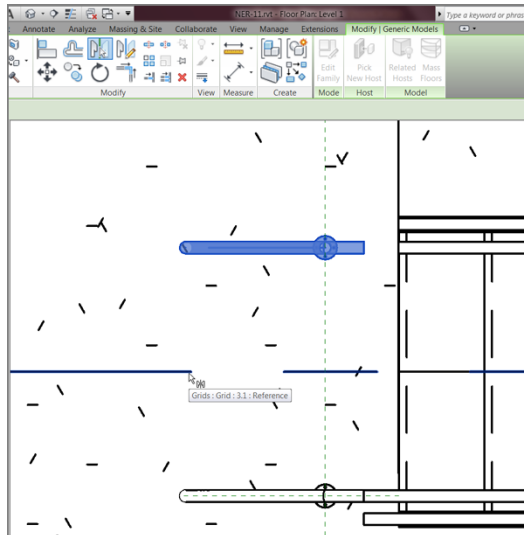 NER-11.rvt - Floor Plan: Level 1
Type a keyword or phras
Annotate Analyze Massing & Site Collaborate View Manage Extensions Modify | Generic Models
Edit Family
Pick New Host
Related Hosts
Mass Floors
Modify View Measure Create Mode Host Model
Grids : Grid : 3.1 : Reference